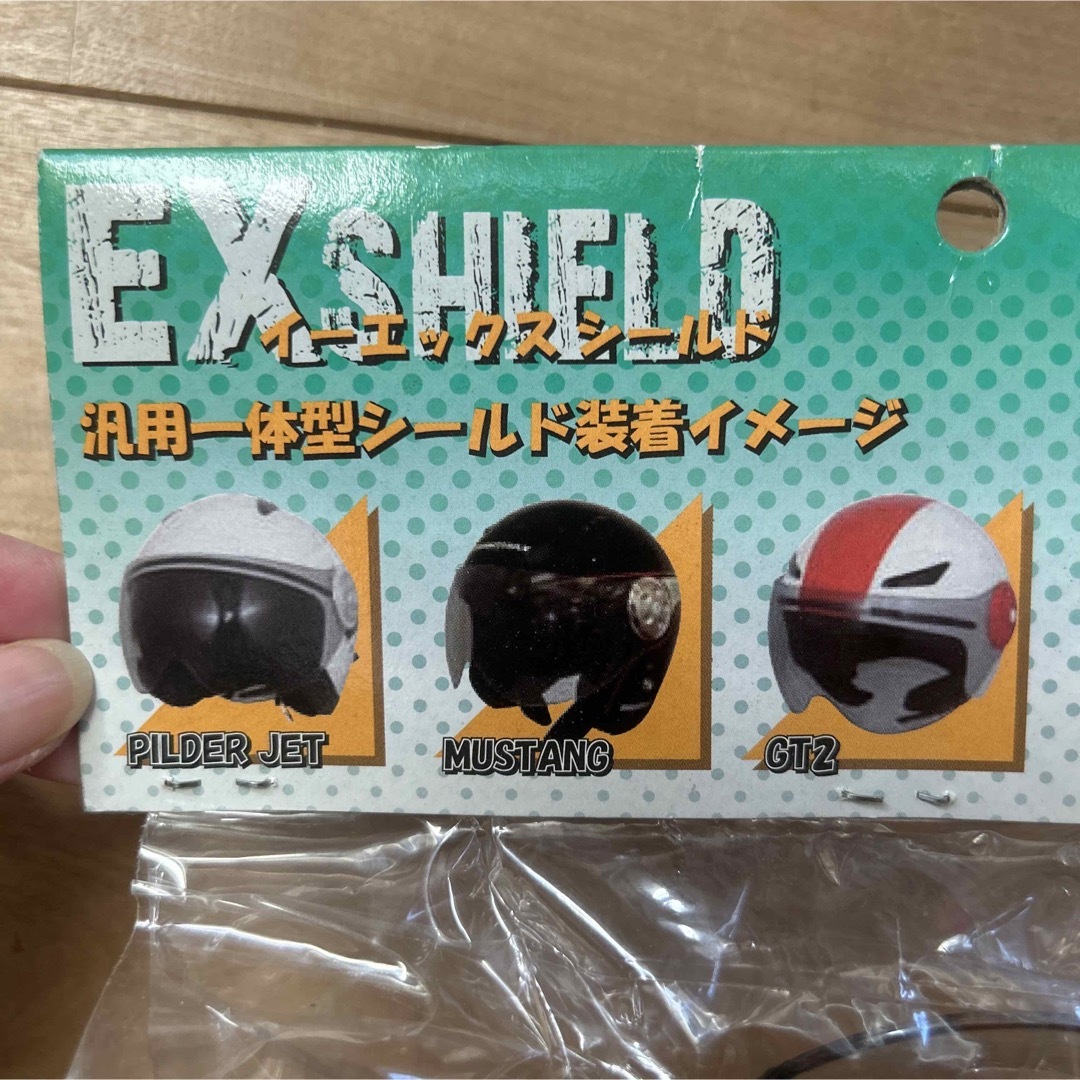 EXSHIELD
イーエックスシールド
汎用一体型シールド装着イメージ
PILDER JET
MUSTANG
GT2